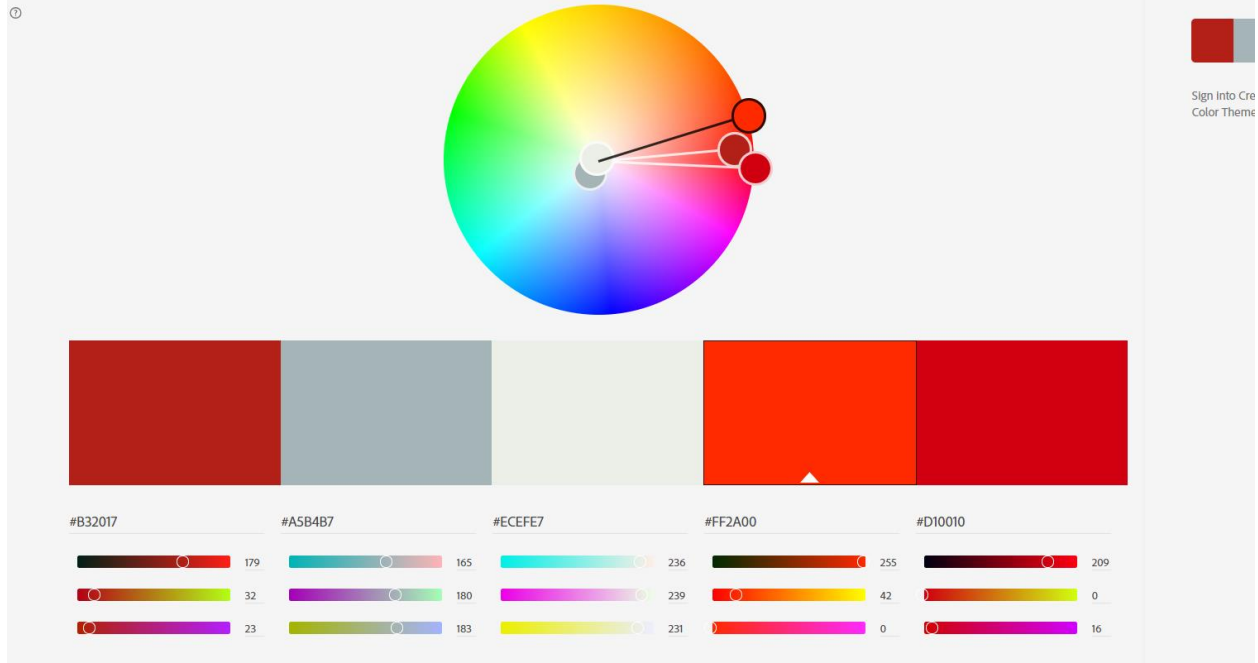 ?
Sign into Cre
Color Theme
#B32017 #A5B4B7 #ECEFE7 #FF2A00 #D10010
179 165 236 255 209
32 180 239 42 0
23 183 231 0 16